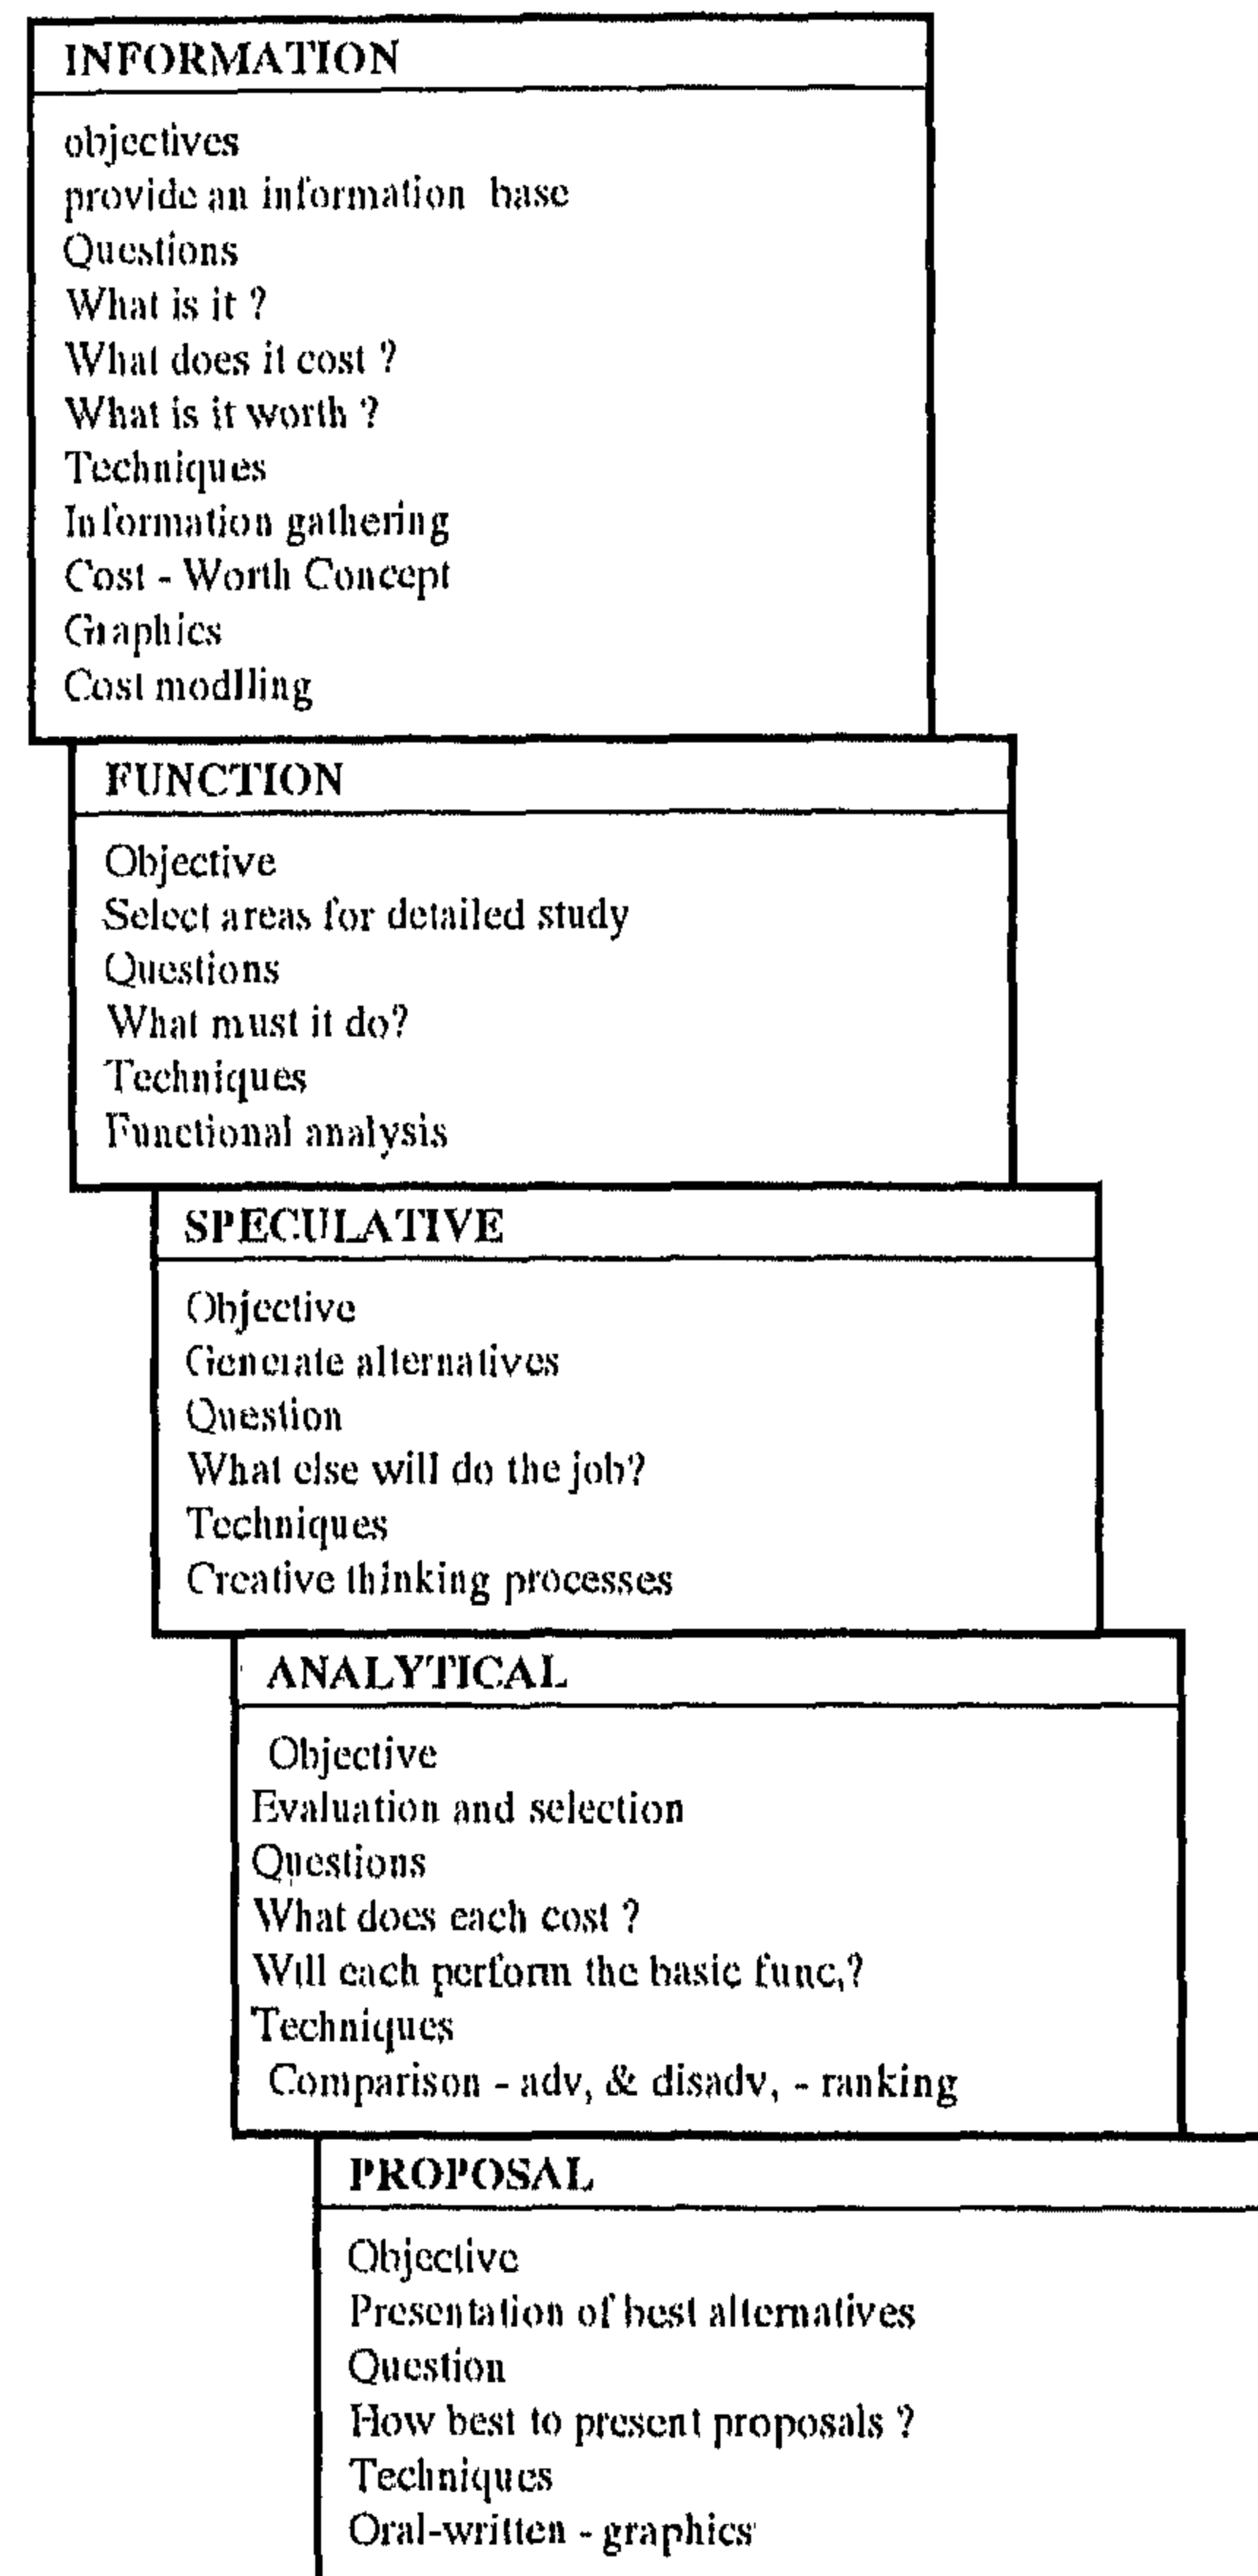 INFORMATION
objectives
provide an information base
Questions
What is it ?
What does it cost ?
What is it worth ?
Techniques
Information gathering
Cost - Worth Concept
Graphics
Cost modlling
FUNCTION
Objective
Select areas for detailed study
Questions
What must it do?
Techniques
Functional analysis
SPECULATIVE
Objective
Generate alternatives
Question
What else will do the job?
Techniques
Creative thinking processes
ANALYTICAL
Objective
Evaluation and selection
Questions
What does each cost ?
Will each perform the basic func,?
Techniques
Comparison - adv, & disadv, - ranking
PROPOSAL
Objective
Presentation of best alternatives
Question
How best to present proposals ?
Techniques
Oral-written - graphics